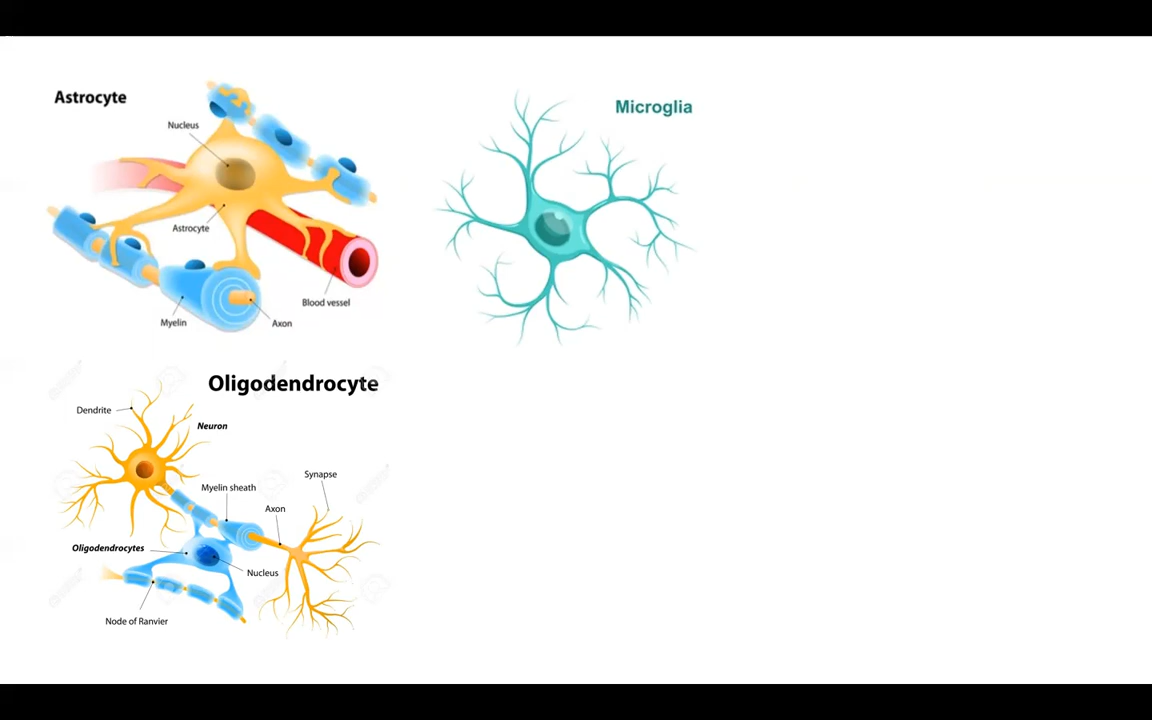 Astrocyte
Nucleus
Astrocyte
Blood vessel
Myelin
Axon
Microglia
Oligodendrocyte
Dendrite
Neuron
Synapse
Myelin sheath
Axon
Oligodendrocytes
Nucleus
Node of Ranvier